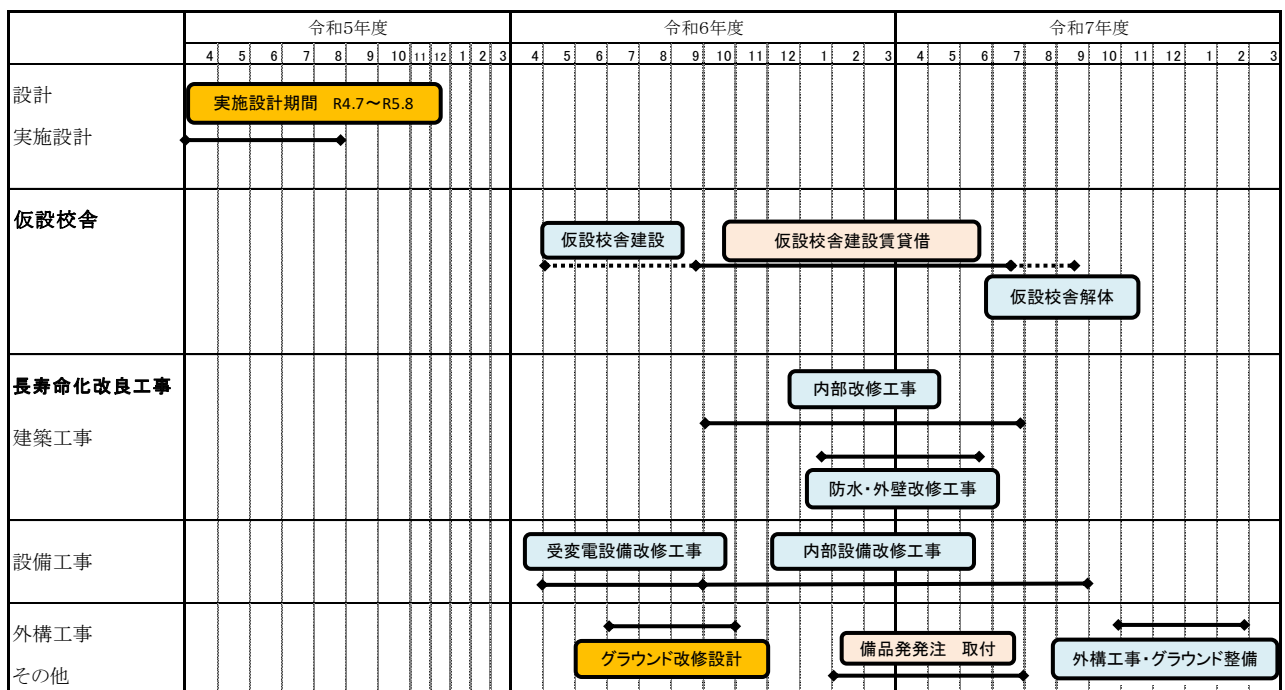 令和5年度 令和6年度 令和7年度
4 5 6 7 8 9 10 11 12 1 2 3 4 5 6 7 8 9 10 11 12 1 2 3 4 5 6 7 8 9 10 11 12 1 2 3
設計
実施設計期間 R4.7～R5.8
実施設計
仮設校舎
仮設校舎建設 仮設校舎建設賃貸借
仮設校舎解体
長寿命化改良工事
内部改修工事
建築工事
防水・外壁改修工事
設備工事
受変電設備改修工事 内部設備改修工事
外構工事
グラウンド改修設計 備品発発注 取付 外構工事・グラウンド整備
その他